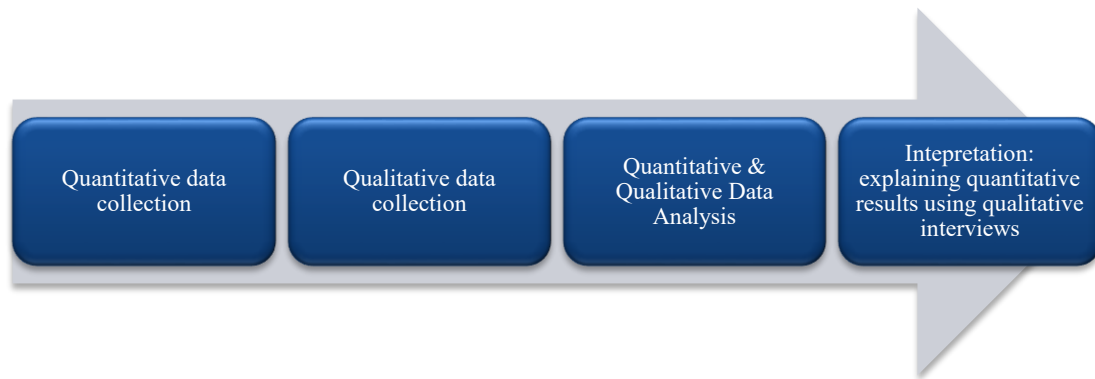 Quantitative data
collection
Qualitative data
collection
Quantitative &
Qualitative Data
Analysis
Intepretation:
explaining quantitative
results using qualitative
interviews